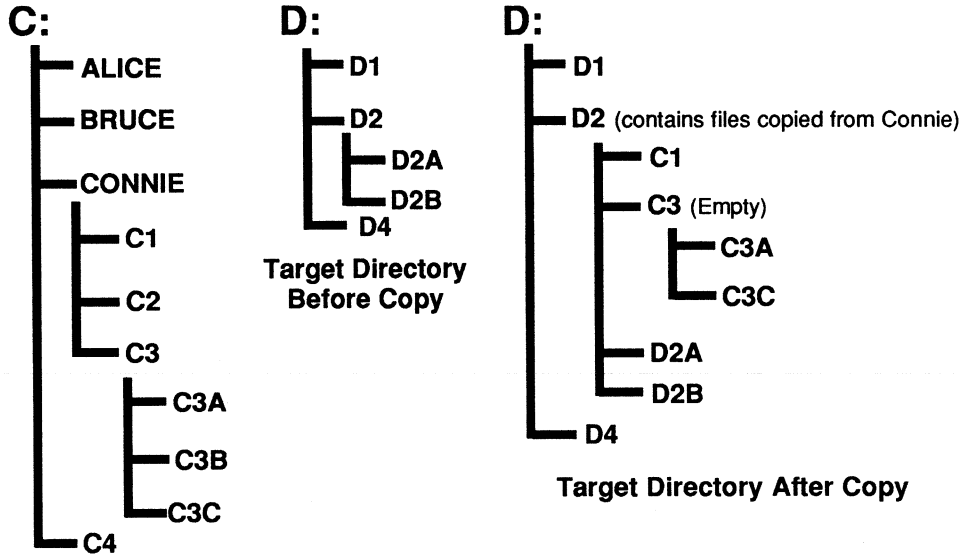 C:
ALICE
BRUCE
CONNIE
C1
C2
C3
C3A
C3B
C3C
C4
D:
D1
D2
D2A
D2B
D4
Target Directory
Before Copy
D:
D1
D2 (contains files copied from Connie)
C1
C3 (Empty)
C3A
C3C
D2A
D2B
D4
Target Directory After Copy